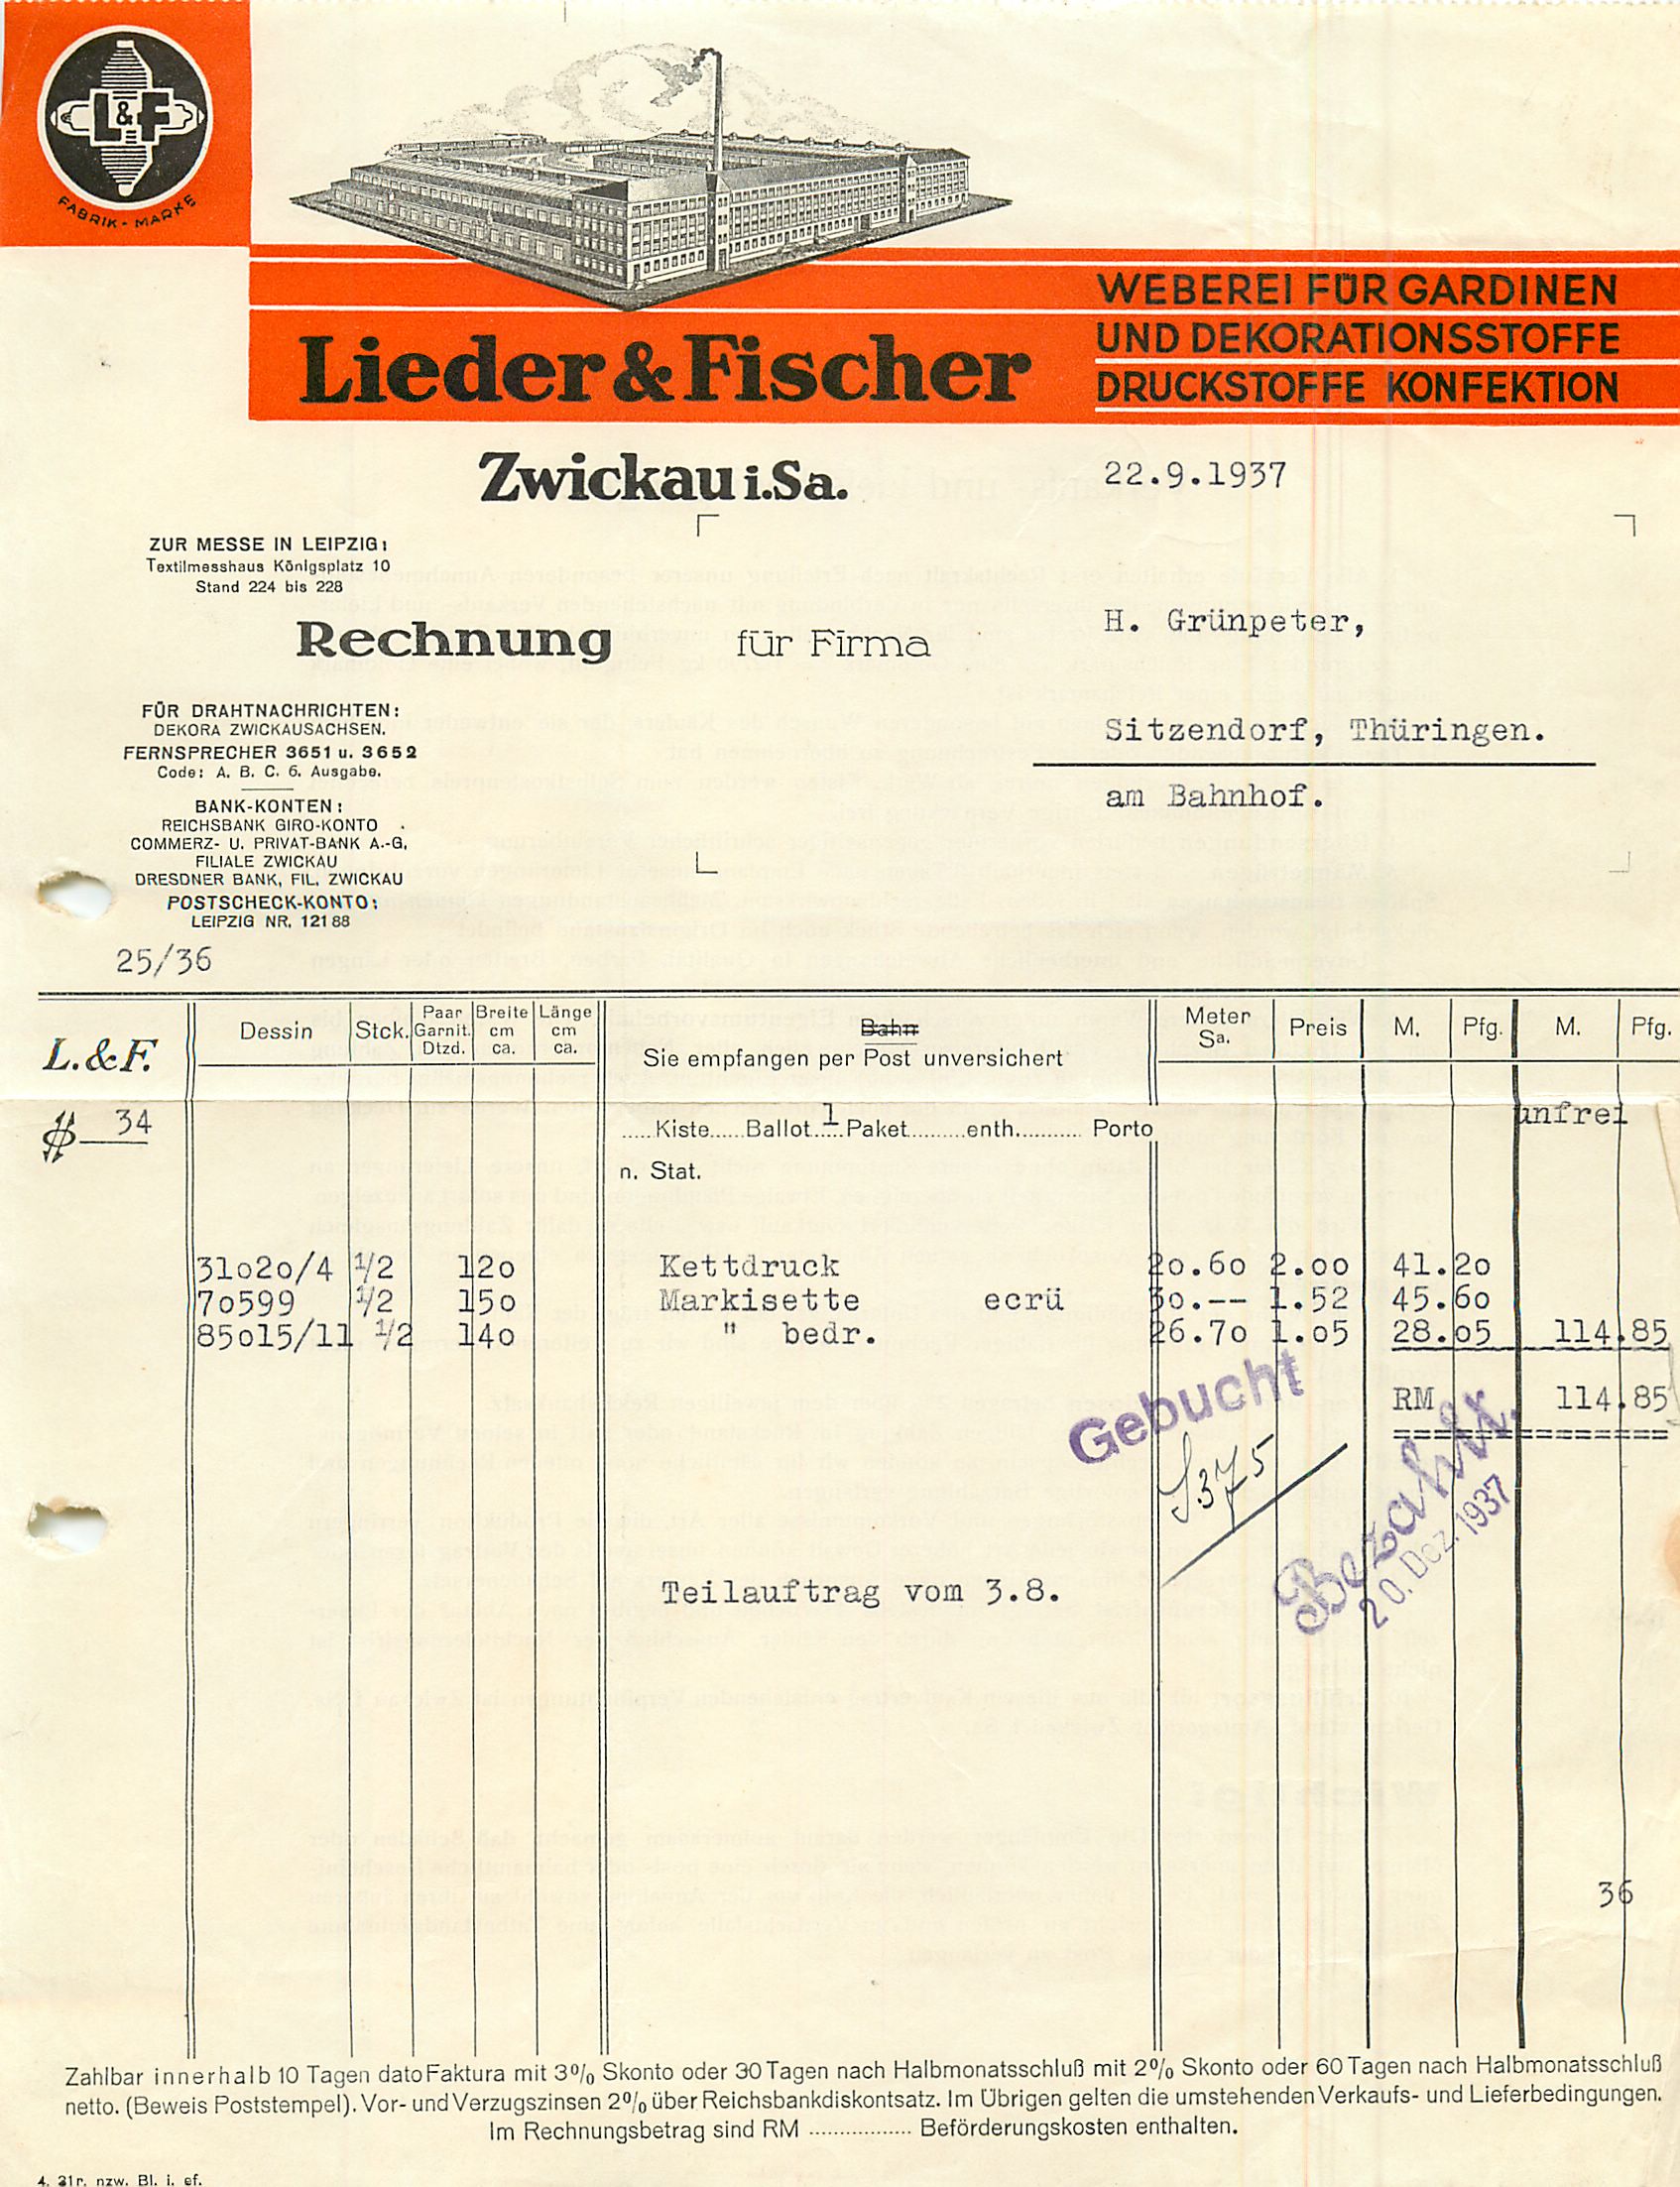 L&F
FABRIK-MARKE
WEBEREI FÜR GARDINEN
UND DEKORATIONSSTOFFE
DRUCKSTOFFE KONFEKTION
Lieder & Fischer
Zwickau i. Sa.
22.9.1937
ZUR MESSE IN LEIPZIG:
Textilmesshaus Königsplatz 10
Stand 224 bis 228
Rechnung für Firma
H. Grünpeter,
Sitzendorf, Thüringen.
am Bahnhof.
FÜR DRAHTNACHRICHTEN:
DEKORA ZWICKAUSACHSEN.
FERNSPRECHER 3651 u. 3652
Code: A. B. C. 6. Ausgabe.
BANK-KONTEN:
REICHSBANK GIRO-KONTO
COMMERZ- U. PRIVAT-BANK A.-G.
FILIALE ZWICKAU
DRESDNER BANK, FIL. ZWICKAU
POSTSCHECK-KONTO:
LEIPZIG NR. 12188
25/36
L. & F.
Dessin Stck. Paar Garnit. Dtzd. Breite cm ca. Länge cm ca. Bahn Meter Sa. Preis M. Pfg. M. Pfg.
Sie empfangen per Post unversichert
34
unfrei
......Kiste......Ballot..1..Paket.........enth........... Porto
n. Stat.
31020/4 1/2 120 Kettdruck 20.60 2.00 41.20
70599 1/2 150 Markisette ecrü 30.-- 1.52 45.60
85015/11 1/2 140 " bedr. 26.70 1.05 28.05 114.85
RM 114.85
Gebucht
S375
Bezahlt.
20. Dez. 1937
Teilauftrag vom 3.8.
36
Zahlbar innerhalb 10 Tagen dato Faktura mit 3% Skonto oder 30 Tagen nach Halbmonatsschluß mit 2% Skonto oder 60 Tagen nach Halbmonatsschluß
netto. (Beweis Poststempel). Vor- und Verzugszinsen 2% über Reichsbankdiskontsatz. Im Übrigen gelten die umstehenden Verkaufs- und Lieferbedingungen.
Im Rechnungsbetrag sind RM ................. Beförderungskosten enthalten.
4. 31 r. nzw. Bl. i. ef.